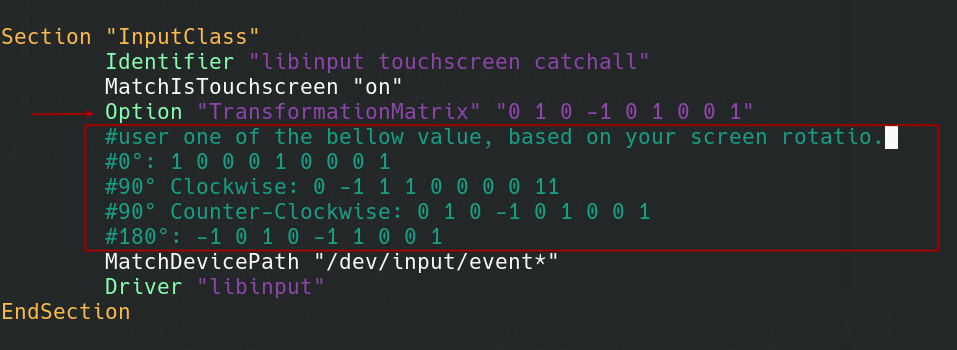 Section "InputClass"
Identifier "libinput touchscreen catchall"
MatchIsTouchscreen "on"
Option "TransformationMatrix" "0 1 0 -1 0 1 0 0 1"
#user one of the bellow value, based on your screen rotatio.
#0°: 1 0 0 0 1 0 0 0 1
#90° Clockwise: 0 -1 1 1 0 0 0 0 11
#90° Counter-Clockwise: 0 1 0 -1 0 1 0 0 1
#180°: -1 0 1 0 -1 1 0 0 1
MatchDevicePath "/dev/input/event*"
Driver "libinput"
EndSection